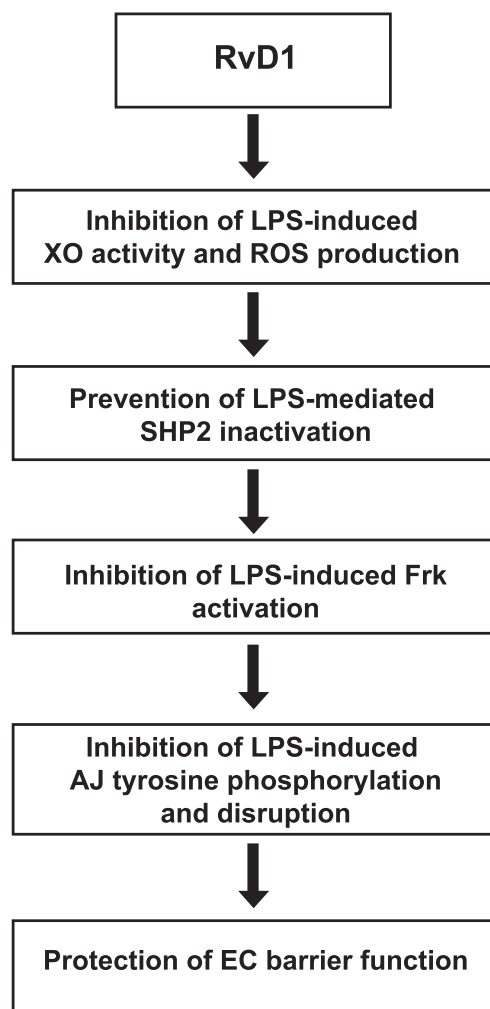 RvD1
Inhibition of LPS-induced
XO activity and ROS production
Prevention of LPS-mediated
SHP2 inactivation
Inhibition of LPS-induced Frk
activation
Inhibition of LPS-induced
AJ tyrosine phosphorylation
and disruption
Protection of EC barrier function